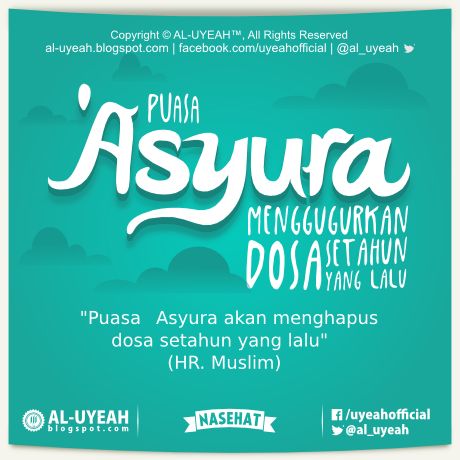 Copyright © AL-UYEAH™, All Rights Reserved
al-uyeah.blogspot.com | facebook.com/uyeahofficial | @al_uyeah
PUASA
'Asyura
MENGGUGURKAN
DOSA SETAHUN
YANG LALU
"Puasa Asyura akan menghapus
dosa setahun yang lalu"
(HR. Muslim)
AL-UYEAH
blogspot.com
NASEHAT
/uyeahofficial
@al_uyeah